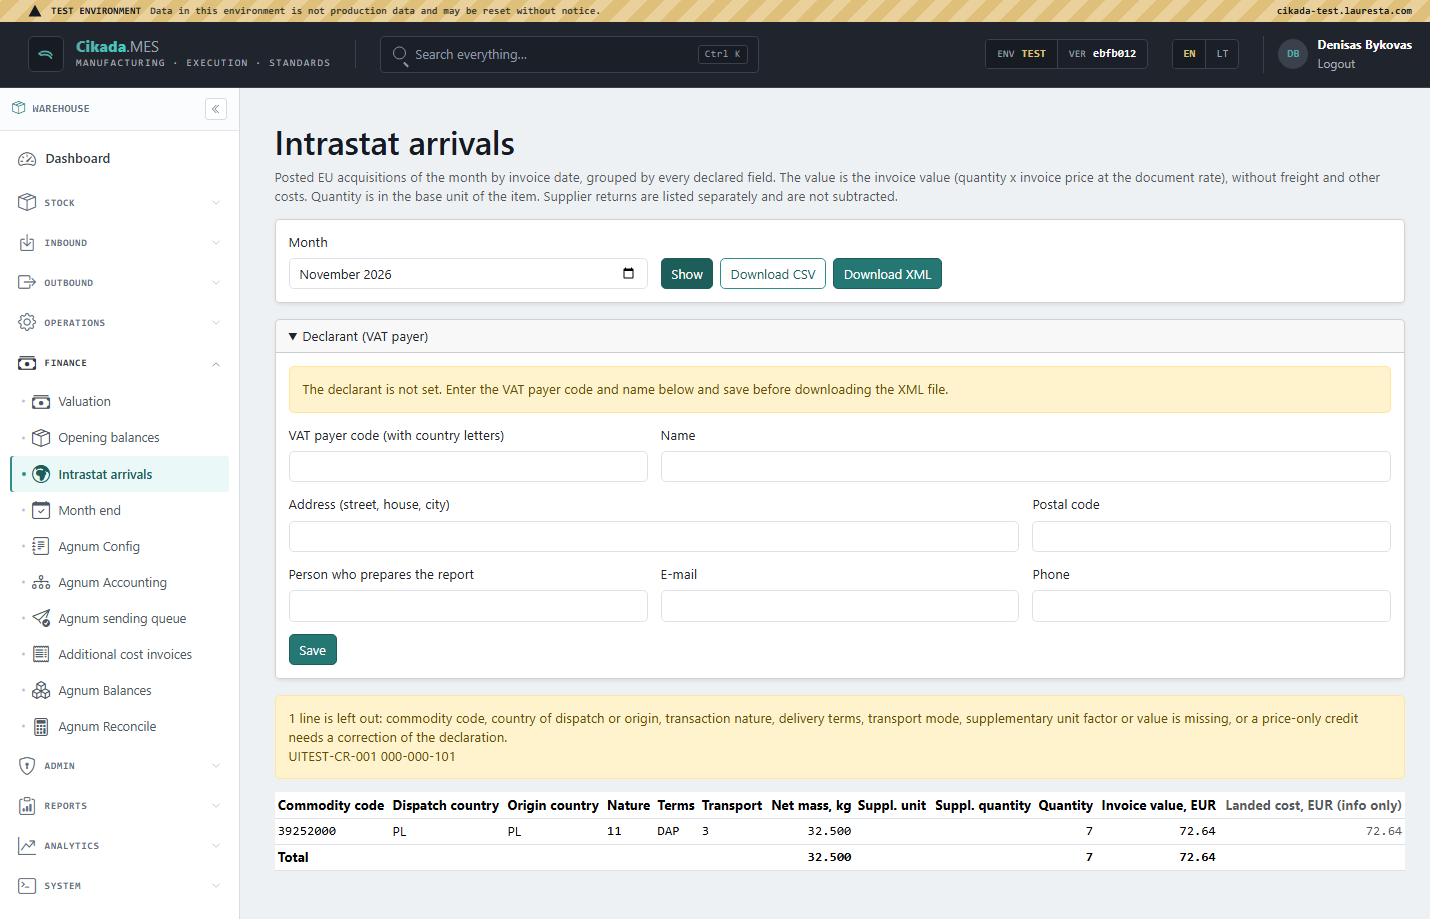 TEST ENVIRONMENT Data in this environment is not production data and may be reset without notice.
cikada-test.lauresta.com
Cikada.MES
MANUFACTURING · EXECUTION · STANDARDS
Search everything...
Ctrl K
ENV TEST
VER ebfb012
EN
LT
DB
Denisas Bykovas
Logout
WAREHOUSE
Dashboard
STOCK
INBOUND
OUTBOUND
OPERATIONS
FINANCE
Valuation
Opening balances
Intrastat arrivals
Month end
Agnum Config
Agnum Accounting
Agnum sending queue
Additional cost invoices
Agnum Balances
Agnum Reconcile
ADMIN
REPORTS
ANALYTICS
SYSTEM
Intrastat arrivals
Posted EU acquisitions of the month by invoice date, grouped by every declared field. The value is the invoice value (quantity x invoice price at the document rate), without freight and other
costs. Quantity is in the base unit of the item. Supplier returns are listed separately and are not subtracted.
Month
November 2026
Show
Download CSV
Download XML
Declarant (VAT payer)
The declarant is not set. Enter the VAT payer code and name below and save before downloading the XML file.
VAT payer code (with country letters)
Name
Address (street, house, city)
Postal code
Person who prepares the report
E-mail
Phone
Save
1 line is left out: commodity code, country of dispatch or origin, transaction nature, delivery terms, transport mode, supplementary unit factor or value is missing, or a price-only credit
needs a correction of the declaration.
UITEST-CR-001 000-000-101
Commodity code Dispatch country Origin country Nature Terms Transport Net mass, kg Suppl. unit Suppl. quantity Quantity Invoice value, EUR Landed cost, EUR (info only)
39252000 PL PL 11 DAP 3 32.500 7 72.64 72.64
Total 32.500 7 72.64